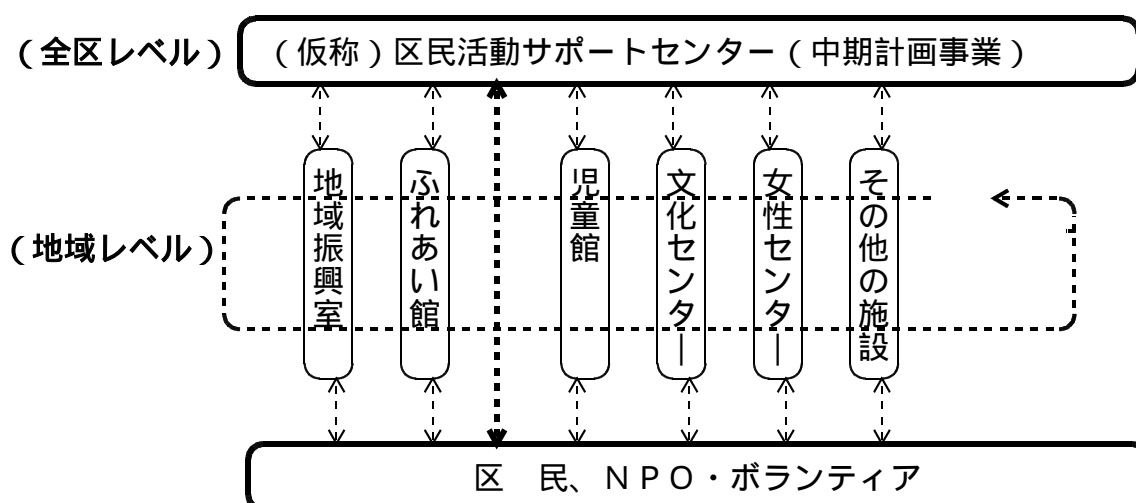 （全区レベル）
（仮称）区民活動サポートセンター（中期計画事業）
（地域レベル）
地域振興室
ふれあい館
児童館
文化センター
女性センター
その他の施設
区　民、ＮＰＯ・ボランティア